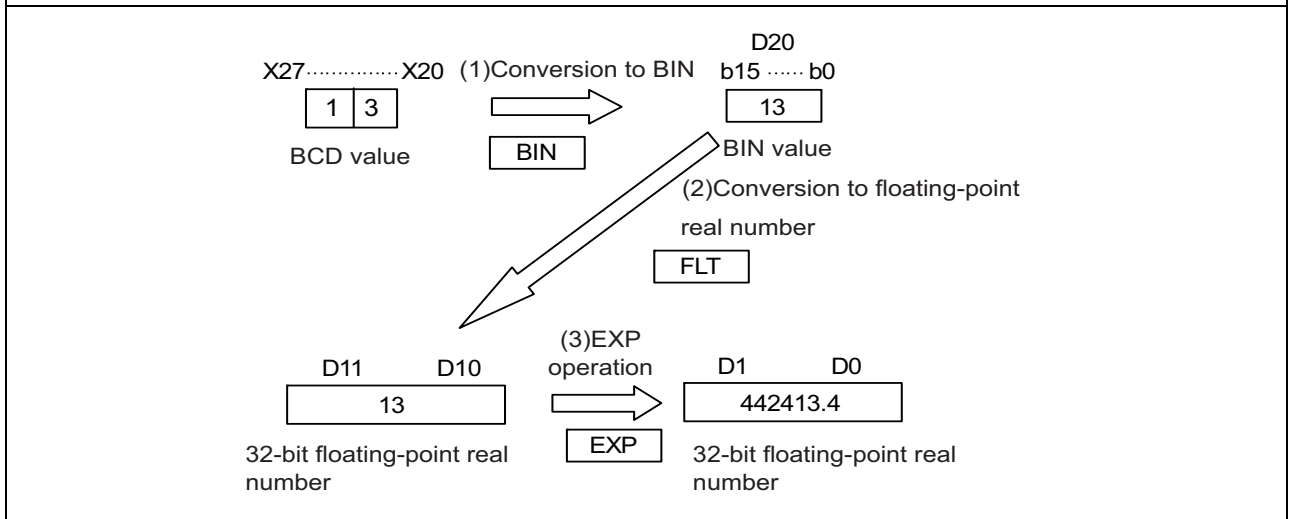 D20
X27...............X20 (1)Conversion to BIN b15 ...... b0
1 3 13
BCD value BIN BIN value
(2)Conversion to floating-point
real number
FLT
(3)EXP
D11 D10 operation D1 D0
13 442413.4
32-bit floating-point real EXP 32-bit floating-point real
number number